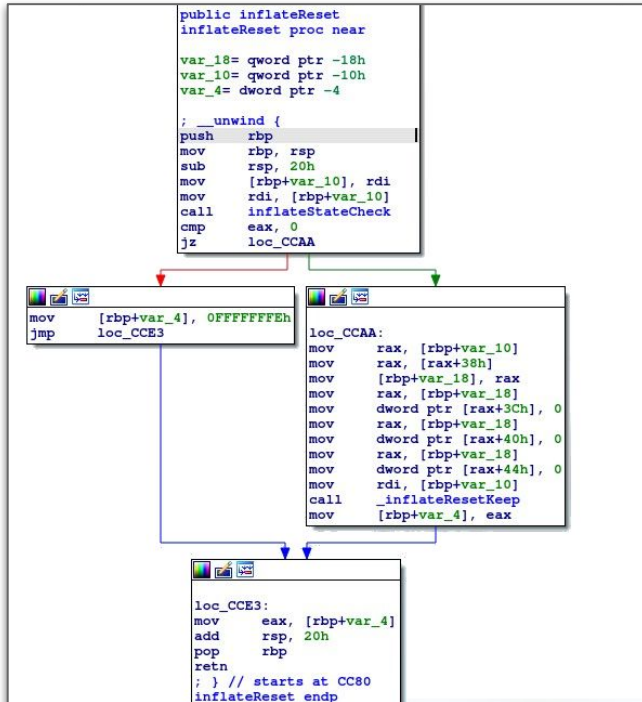 public inflateReset
inflateReset proc near
var_18= qword ptr -18h
var_10= qword ptr -10h
var_4= dword ptr -4
; __unwind {
push rbp
mov rbp, rsp
sub rsp, 20h
mov [rbp+var_10], rdi
mov rdi, [rbp+var_10]
call inflateStateCheck
cmp eax, 0
jz loc_CCAA
mov [rbp+var_4], 0FFFFFFFEh
jmp loc_CCE3
loc_CCAA:
mov rax, [rbp+var_10]
mov rax, [rax+38h]
mov [rbp+var_18], rax
mov rax, [rbp+var_18]
mov dword ptr [rax+3Ch], 0
mov rax, [rbp+var_18]
mov dword ptr [rax+40h], 0
mov rax, [rbp+var_18]
mov dword ptr [rax+44h], 0
mov rdi, [rbp+var_10]
call _inflateResetKeep
mov [rbp+var_4], eax
loc_CCE3:
mov eax, [rbp+var_4]
add rsp, 20h
pop rbp
retn
; } // starts at CC80
inflateReset endp